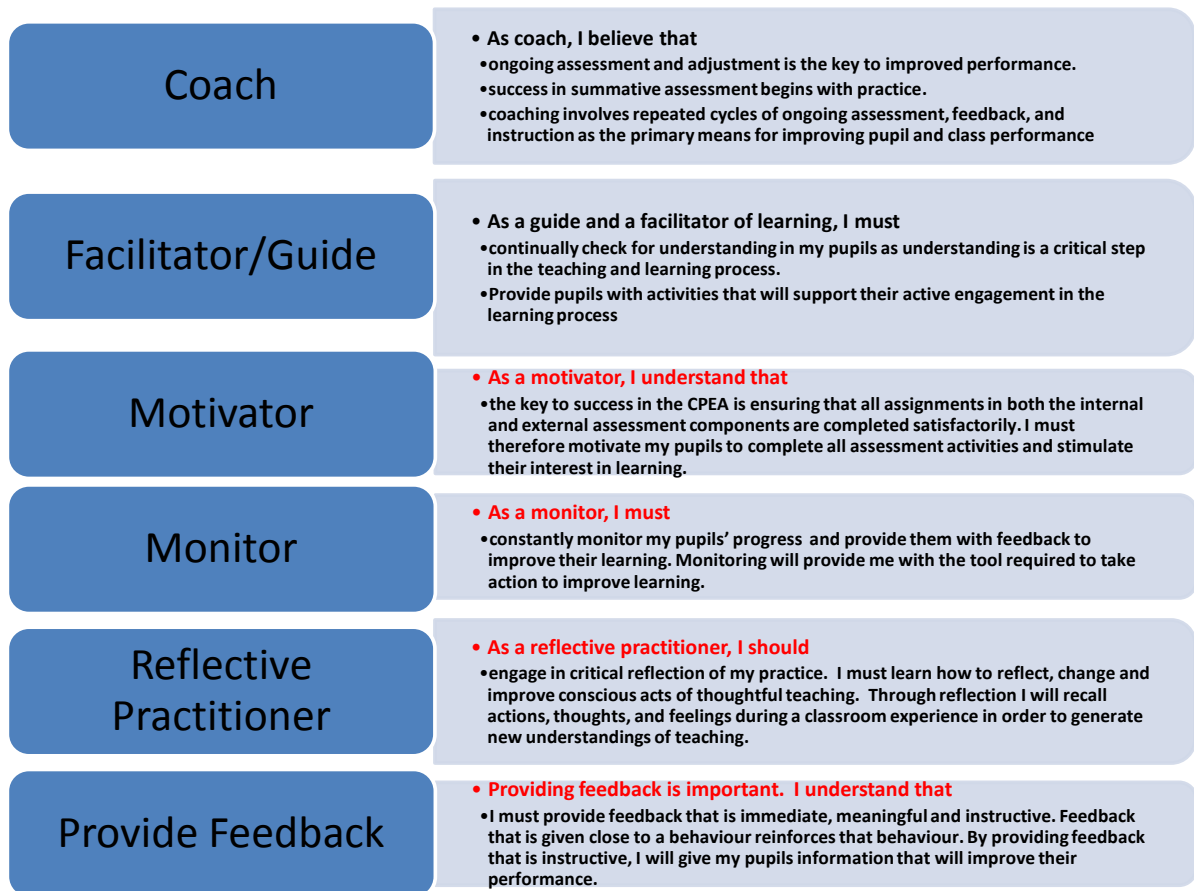 Coach
• As coach, I believe that
•ongoing assessment and adjustment is the key to improved performance.
•success in summative assessment begins with practice.
•coaching involves repeated cycles of ongoing assessment, feedback, and
instruction as the primary means for improving pupil and class performance
Facilitator/Guide
• As a guide and a facilitator of learning, I must
•continually check for understanding in my pupils as understanding is a critical step
in the teaching and learning process.
•Provide pupils with activities that will support their active engagement in the
learning process
Motivator
• As a motivator, I understand that
•the key to success in the CPEA is ensuring that all assignments in both the internal
and external assessment components are completed satisfactorily. I must
therefore motivate my pupils to complete all assessment activities and stimulate
their interest in learning.
Monitor
• As a monitor, I must
•constantly monitor my pupils’ progress and provide them with feedback to
improve their learning. Monitoring will provide me with the tool required to take
action to improve learning.
Reflective
Practitioner
• As a reflective practitioner, I should
•engage in critical reflection of my practice. I must learn how to reflect, change and
improve conscious acts of thoughtful teaching. Through reflection I will recall
actions, thoughts, and feelings during a classroom experience in order to generate
new understandings of teaching.
Provide Feedback
• Providing feedback is important. I understand that
•I must provide feedback that is immediate, meaningful and instructive. Feedback
that is given close to a behaviour reinforces that behaviour. By providing feedback
that is instructive, I will give my pupils information that will improve their
performance.